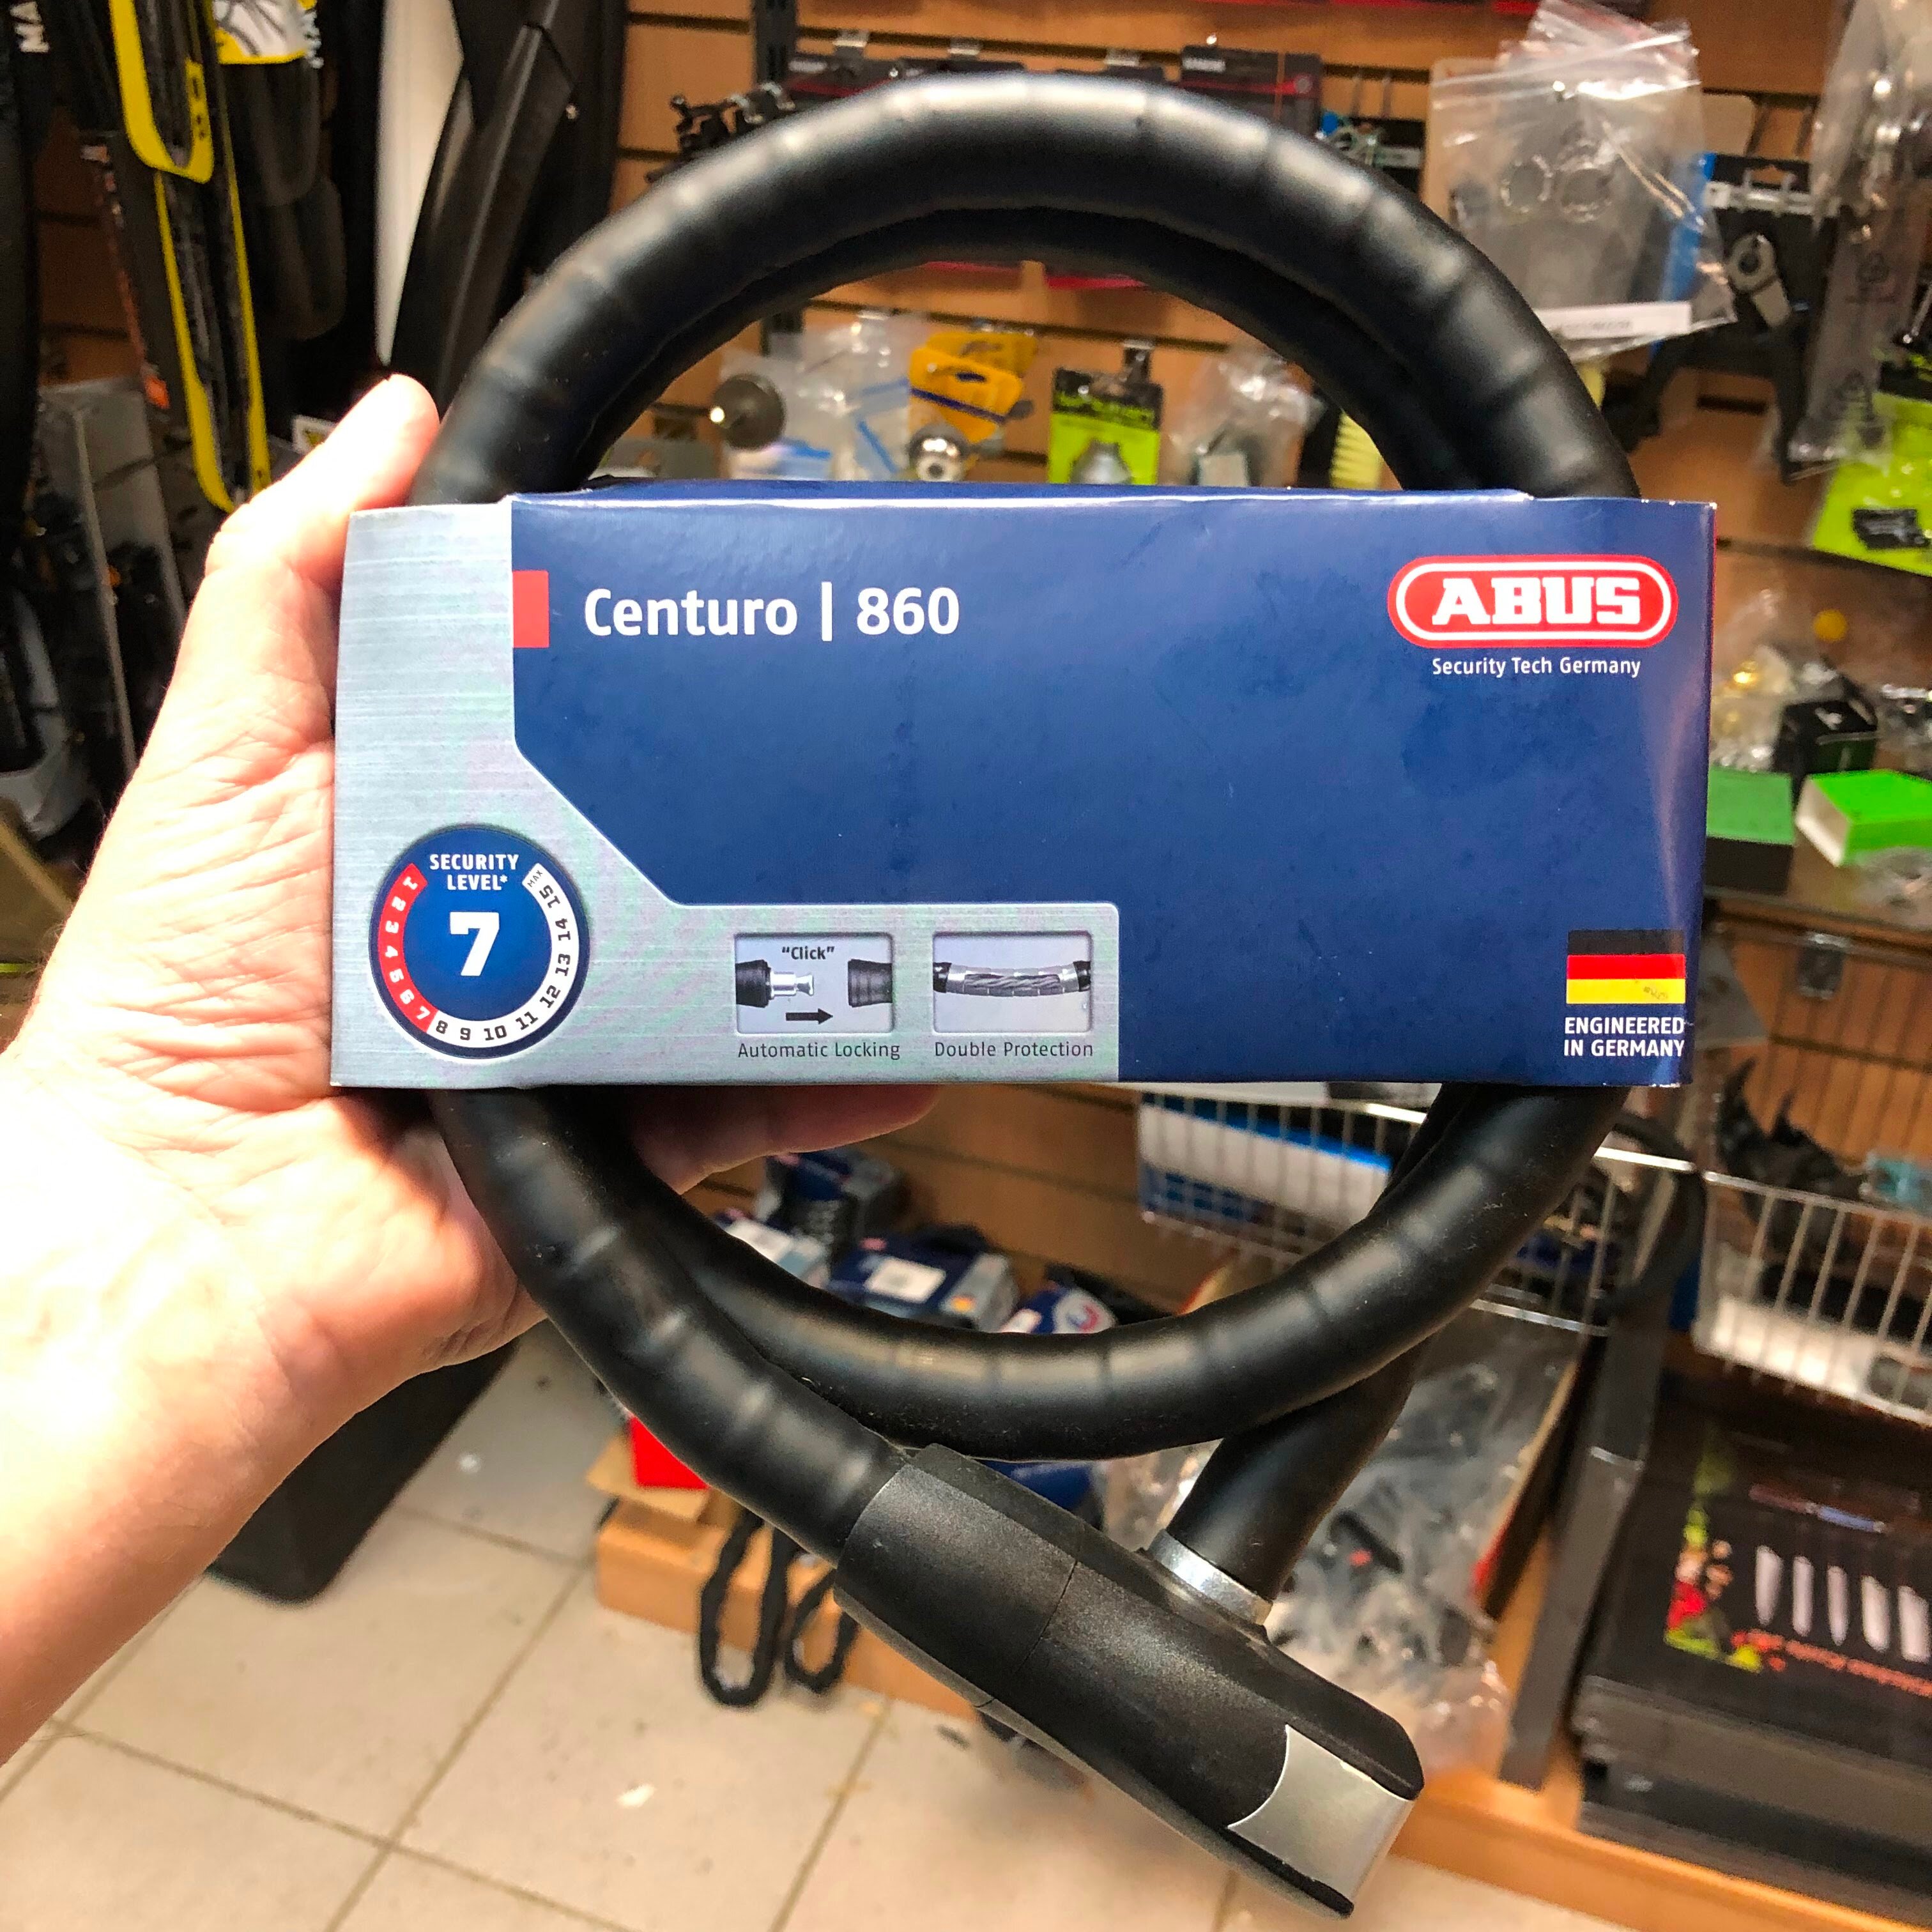 Centuro | 860
ABUS
Security Tech Germany
SECURITY
LEVEL*
7
1 2 3 4 5 6 7 8 9 10 11 12 13 14 15 MAX
"Click"
Automatic Locking
Double Protection
ENGINEERED
IN GERMANY